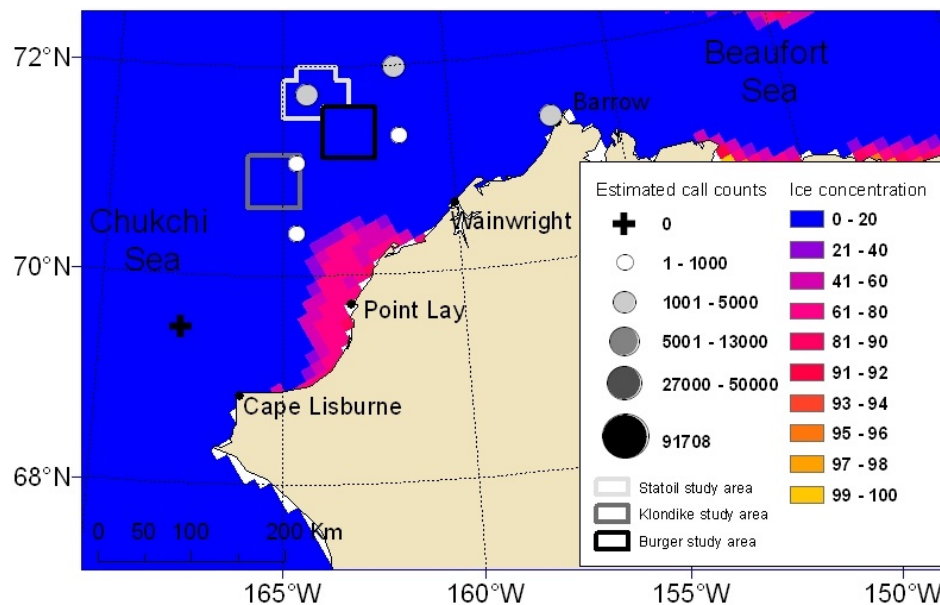 72°N
70°N
68°N
Beaufort
Sea
Barrow
Wainwright
Chukchi
Sea
Point Lay
Cape Lisburne
0 50 100 200 Km
165°W 160°W 155°W 150°W
Estimated call counts
0
1 - 1000
1001 - 5000
5001 - 13000
27000 - 50000
91708
Statoil study area
Klondike study area
Burger study area
Ice concentration
0 - 20
21 - 40
41 - 60
61 - 80
81 - 90
91 - 92
93 - 94
95 - 96
97 - 98
99 - 100